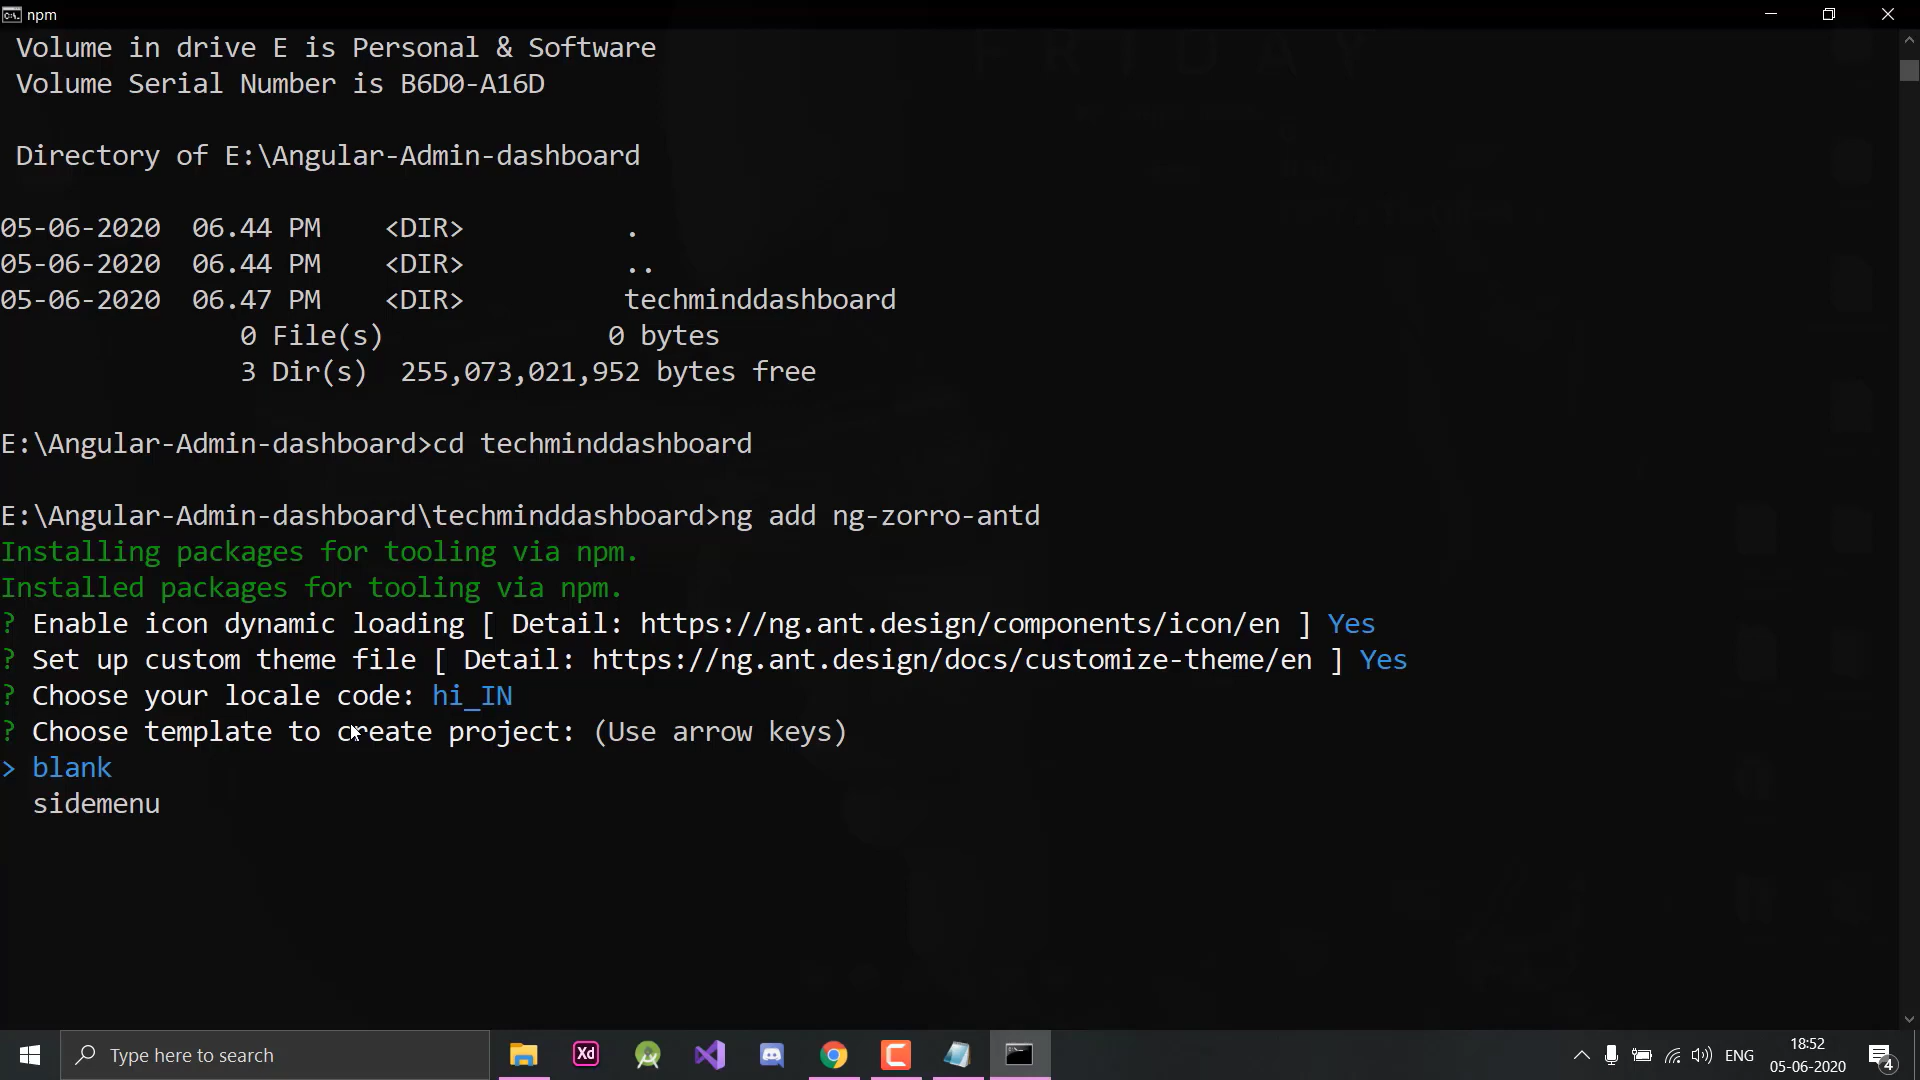 npm
Volume in drive E is Personal & Software
Volume Serial Number is B6D0-A16D
Directory of E:\Angular-Admin-dashboard
05-06-2020  06.44 PM    <DIR>          .
05-06-2020  06.44 PM    <DIR>          ..
05-06-2020  06.47 PM    <DIR>          techminddashboard
0 File(s)              0 bytes
3 Dir(s)  255,073,021,952 bytes free
E:\Angular-Admin-dashboard>cd techminddashboard
E:\Angular-Admin-dashboard\techminddashboard>ng add ng-zorro-antd
Installing packages for tooling via npm.
Installed packages for tooling via npm.
? Enable icon dynamic loading [ Detail: https://ng.ant.design/components/icon/en ] Yes
? Set up custom theme file [ Detail: https://ng.ant.design/docs/customize-theme/en ] Yes
? Choose your locale code: hi_IN
? Choose template to create project: (Use arrow keys)
> blank
sidemenu
Type here to search
Xd
ENG
18:52
05-06-2020
4
FRIDAY